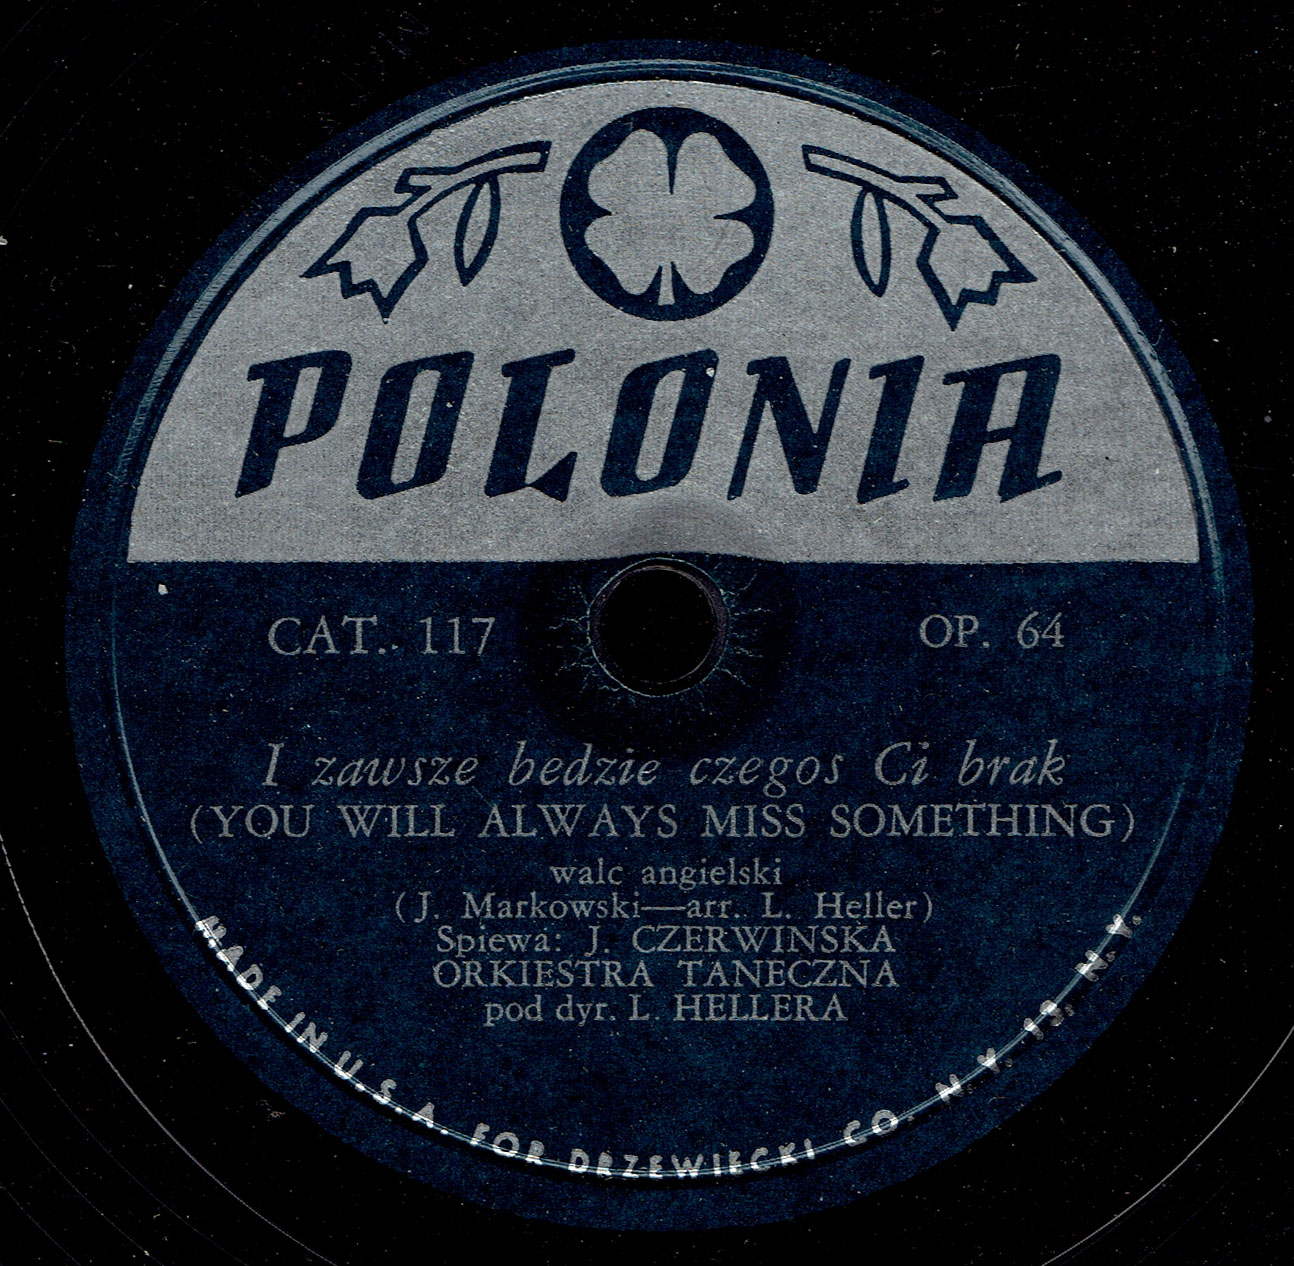 POLONIA
CAT.. 117 OP. 64
I zawsze bedzie czegos Ci brak
(YOU WILL ALWAYS MISS SOMETHING)
walc angielski
(J. Markowski—arr.. L. Heller)
Spiewa: J. CZERWINSKA
ORKIESTRA TANECZNA
pod dyr. L. HELLERA
MADE IN U.S.A. FOR DRZEWIECKI CO. N.Y. 13, N.Y.